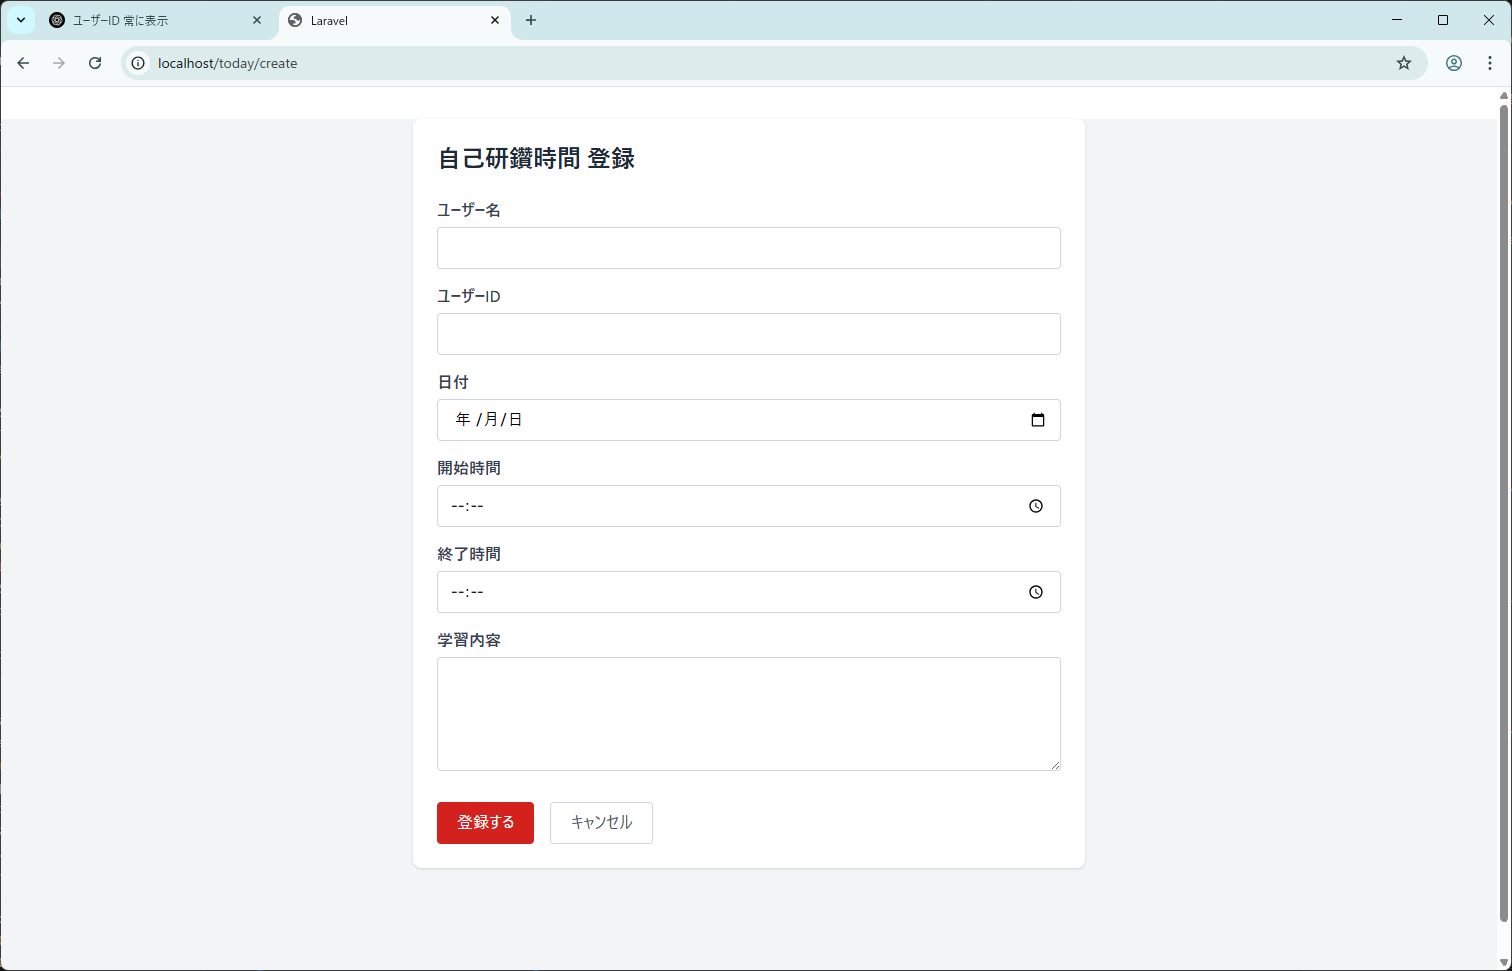 ユーザーID 常に表示
Laravel
localhost/today/create
自己研鑽時間 登録
ユーザー名
ユーザーID
日付
年 /月/日
開始時間
--:--
終了時間
--:--
学習内容
登録する
キャンセル